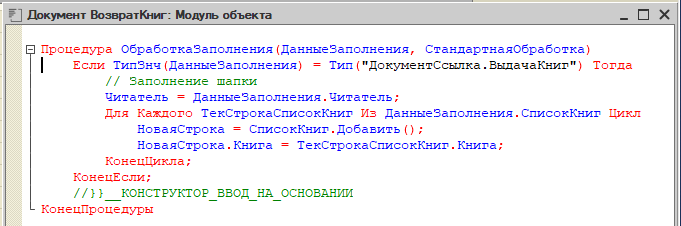 Документ ВозвратКниг: Модуль объекта
Процедура ОбработкаЗаполнения(ДанныеЗаполнения, СтандартнаяОбработка)
Если ТипЗнч(ДанныеЗаполнения) = Тип("ДокументСсылка.ВыдачаКниг") Тогда
// Заполнение шапки
Читатель = ДанныеЗаполнения.Читатель;
Для Каждого ТекСтрокаСписокКниг Из ДанныеЗаполнения.СписокКниг Цикл
НоваяСтрока = СписокКниг.Добавить();
НоваяСтрока.Книга = ТекСтрокаСписокКниг.Книга;
КонецЦикла;
КонецЕсли;
//}}__КОНСТРУКТОР_ВВОД_НА_ОСНОВАНИИ
КонецПроцедуры